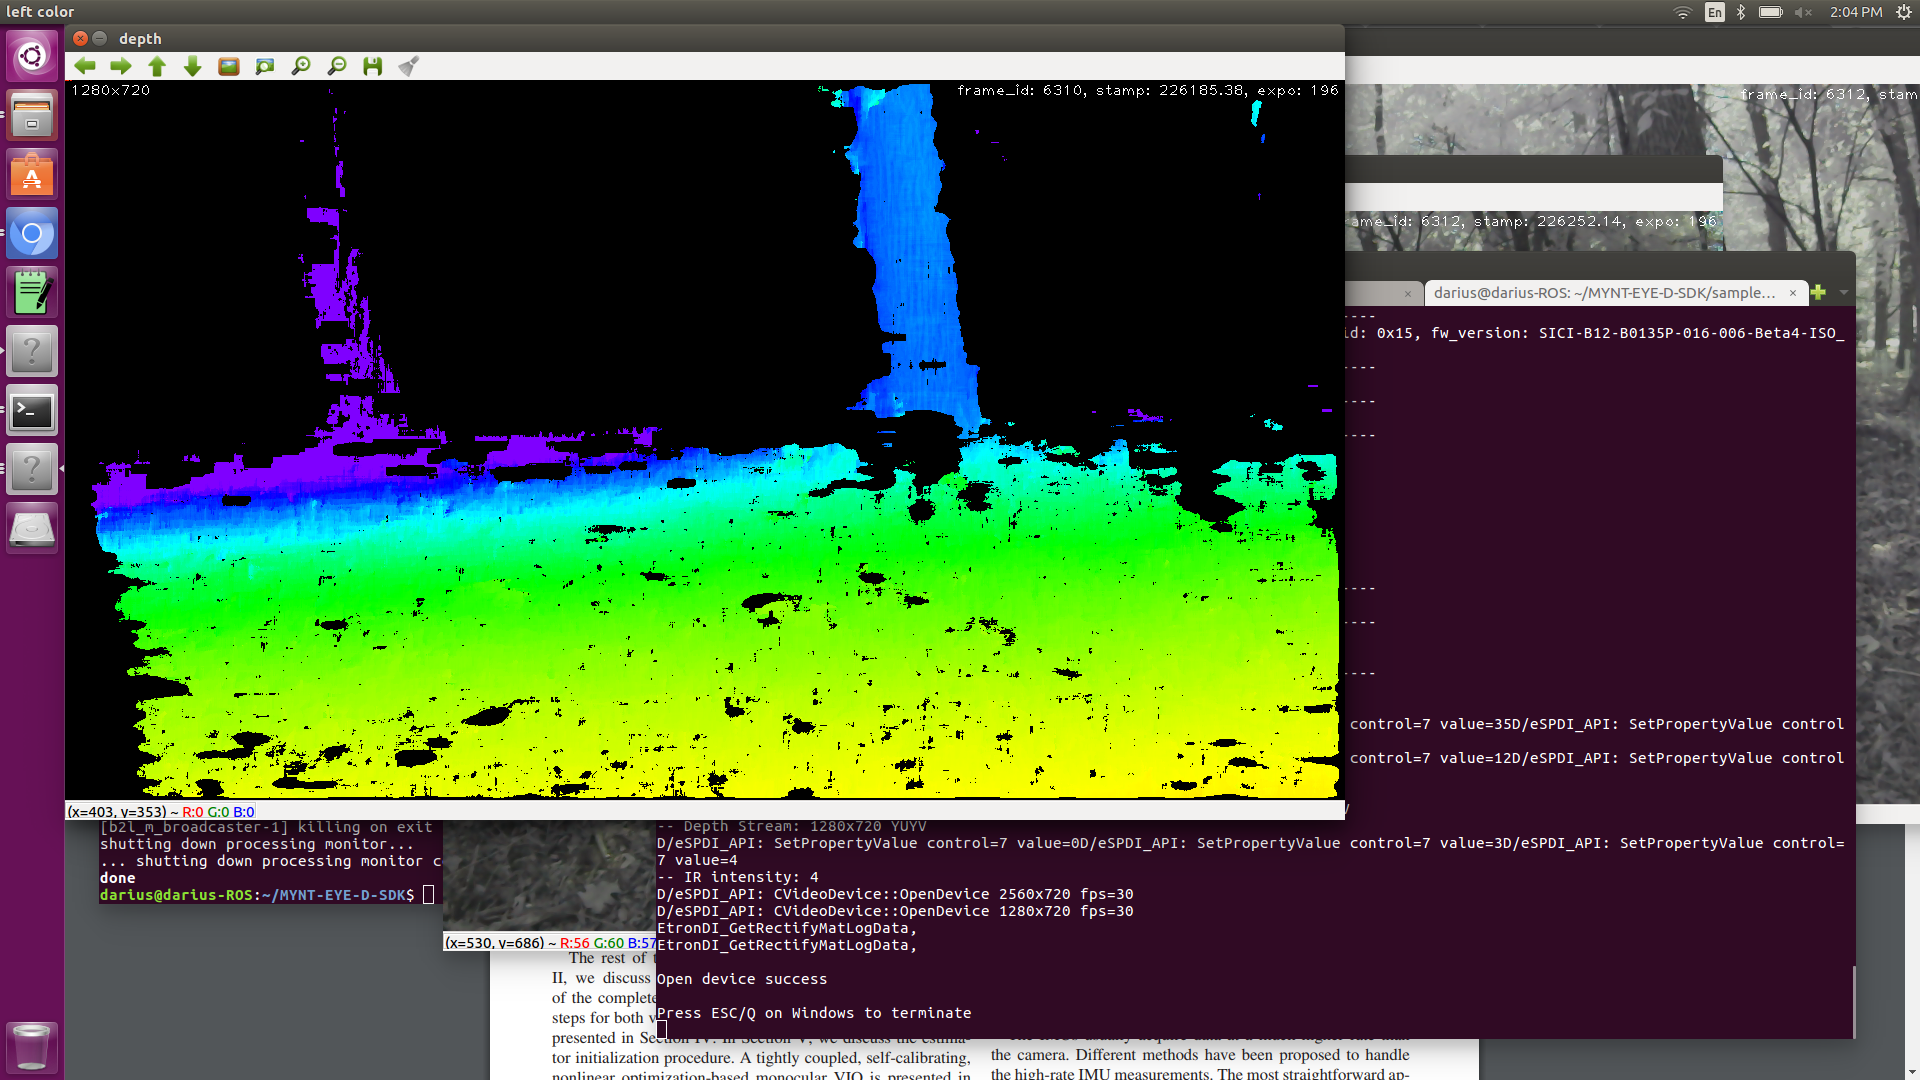 left color
En
2:04 PM
depth
1280x720
frame_id: 6310, stamp: 226185.38, expo: 196
frame_id: 6312, stam
ame_id: 6312, stamp: 226252.14, expo: 196
darius@darius-ROS: ~/MYNT-EYE-D-SDK/sample...
-----
id: 0x15, fw_version: SICI-B12-B0135P-016-006-Beta4-ISO_
----
----
----
----
----
----
control=7 value=35D/eSPDI_API: SetPropertyValue control
control=7 value=12D/eSPDI_API: SetPropertyValue control
(x=403, y=353) ~ R:0 G:0 B:0
[b2l_m_broadcaster-1] killing on exit
shutting down processing monitor...
... shutting down processing monitor c
done
darius@darius-ROS:~/MYNT-EYE-D-SDK$
-- Depth Stream: 1280x720 YUYV
D/eSPDI_API: SetPropertyValue control=7 value=0D/eSPDI_API: SetPropertyValue control=7 value=3D/eSPDI_API: SetPropertyValue control=
7 value=4
-- IR intensity: 4
D/eSPDI_API: CVideoDevice::OpenDevice 2560x720 fps=30
D/eSPDI_API: CVideoDevice::OpenDevice 1280x720 fps=30
EtronDI_GetRectifyMatLogData,
EtronDI_GetRectifyMatLogData,
Open device success
Press ESC/Q on Windows to terminate
(x=530, y=686) ~ R:56 G:60 B:57
The rest of
II, we discuss
of the complete
steps for both v
presented in Section IV. In Section V, we discuss the estima-
tor initialization procedure. A tightly coupled, self-calibrating,
nonlinear optimization-based monocular VIO is presented in
the camera. Different methods have been proposed to handle
the high-rate IMU measurements. The most straightforward ap-